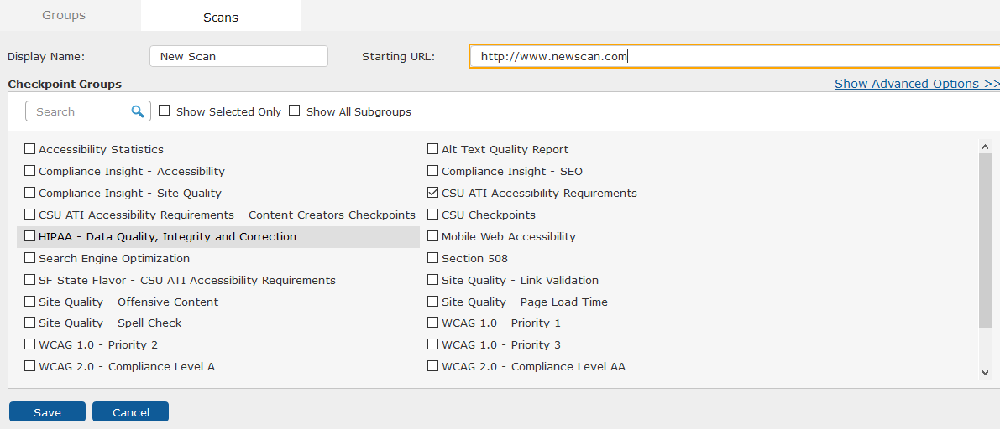 Groups Scans
Display Name: New Scan Starting URL: http://www.newscan.com
Checkpoint Groups Show Advanced Options >>
Search Show Selected Only Show All Subgroups
Accessibility Statistics Alt Text Quality Report
Compliance Insight - Accessibility Compliance Insight - SEO
Compliance Insight - Site Quality CSU ATI Accessibility Requirements
CSU ATI Accessibility Requirements - Content Creators Checkpoints CSU Checkpoints
HIPAA - Data Quality, Integrity and Correction Mobile Web Accessibility
Search Engine Optimization Section 508
SF State Flavor - CSU ATI Accessibility Requirements Site Quality - Link Validation
Site Quality - Offensive Content Site Quality - Page Load Time
Site Quality - Spell Check WCAG 1.0 - Priority 1
WCAG 1.0 - Priority 2 WCAG 1.0 - Priority 3
WCAG 2.0 - Compliance Level A WCAG 2.0 - Compliance Level AA
Save Cancel